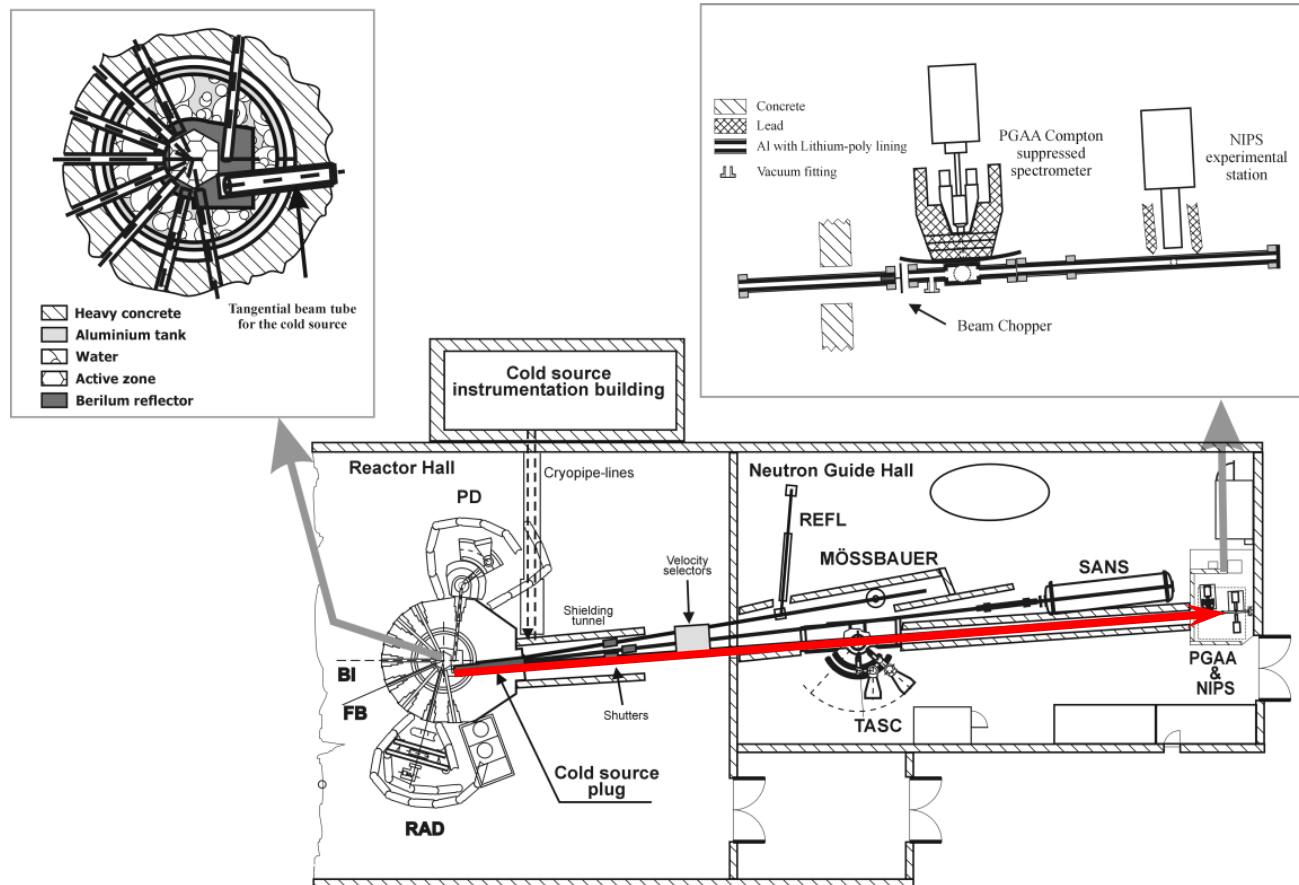 Tangential beam tube
for the cold source
Heavy concrete
Aluminium tank
Water
Active zone
Berilum reflector
Concrete
Lead
Al with Lithium-poly lining
Vacuum fitting
PGAA Compton
suppressed
spectrometer
NIPS
experimental
station
Beam Chopper
Cold source
instrumentation building
Reactor Hall
Cryopipe-lines
PD
Neutron Guide Hall
REFL
MÖSSBAUER
Velocity
selectors
SANS
Shielding
tunnel
BI
FB
Shutters
PGAA
&
NIPS
TASC
Cold source
plug
RAD